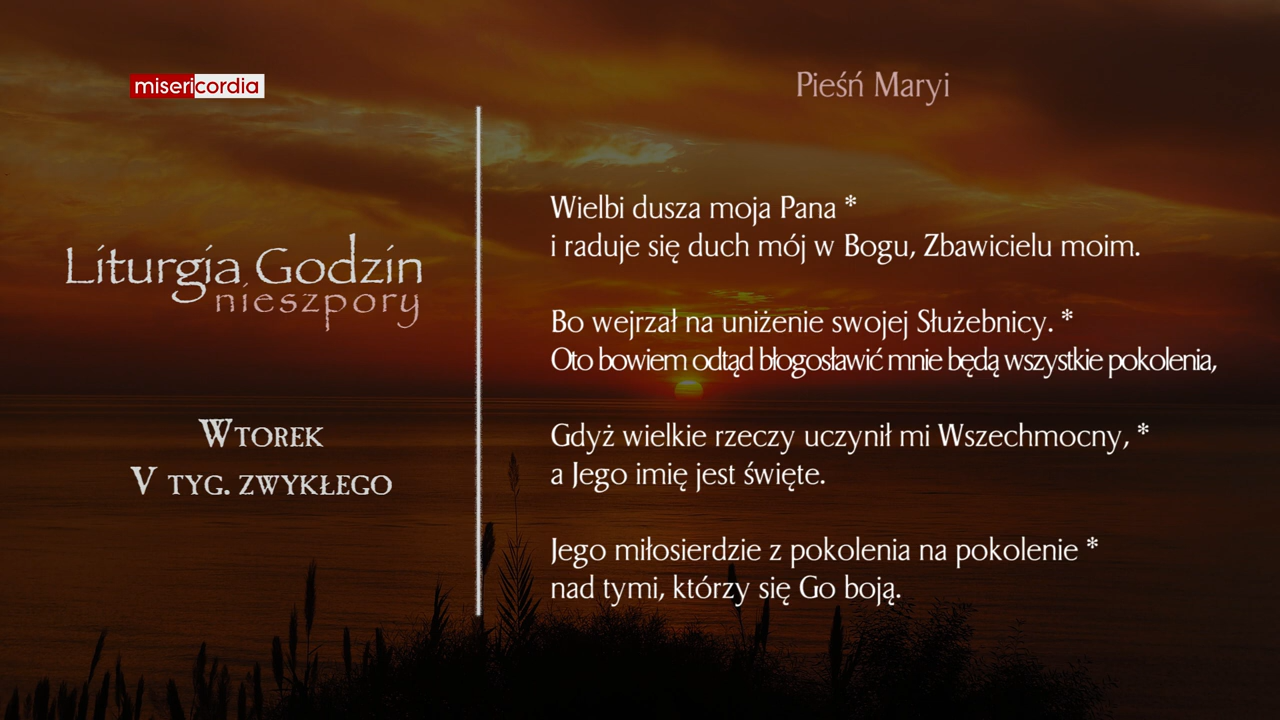 misericordia
Liturgia Godzin
nieszpory
Wtorek
V tyg. zwykłego
Pieśń Maryi
Wielbi dusza moja Pana *
i raduje się duch mój w Bogu, Zbawicielu moim.
Bo wejrzał na uniżenie swojej Służebnicy. *
Oto bowiem odtąd błogosławić mnie będą wszystkie pokolenia,
Gdyż wielkie rzeczy uczynił mi Wszechmocny, *
a Jego imię jest święte.
Jego miłosierdzie z pokolenia na pokolenie *
nad tymi, którzy się Go boją.